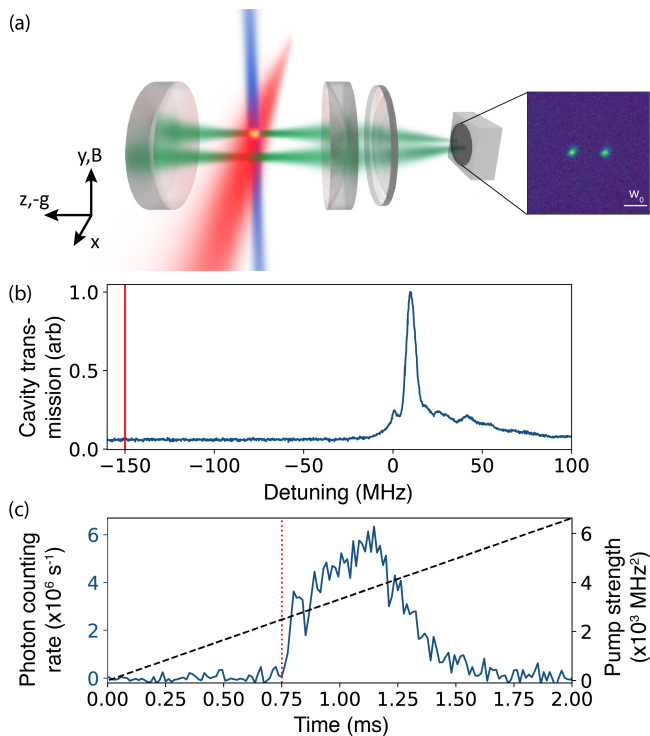 (a)
y,B
z,-g
x
w₀
(b)
Cavity trans-
mission (arb)
1.0
0.5
0.0
−150
−100
−50
0
50
100
Detuning (MHz)
(c)
Photon counting
rate (x10⁶ s⁻¹)
6
4
2
0
6
4
2
0
Pump strength
(x10³ MHz²)
0.00
0.25
0.50
0.75
1.00
1.25
1.50
1.75
2.00
Time (ms)